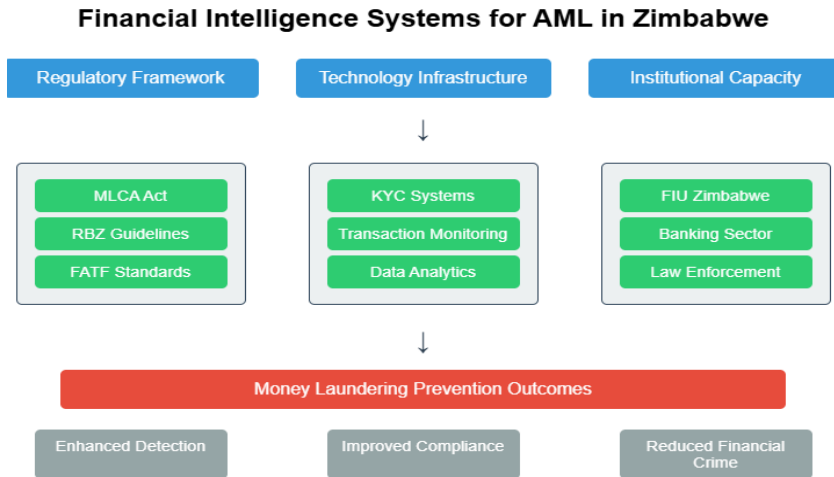 Financial Intelligence Systems for AML in Zimbabwe
Regulatory Framework
Technology Infrastructure
Institutional Capacity
↓
MLCA Act
RBZ Guidelines
FATF Standards
KYC Systems
Transaction Monitoring
Data Analytics
FIU Zimbabwe
Banking Sector
Law Enforcement
↓
Money Laundering Prevention Outcomes
Enhanced Detection
Improved Compliance
Reduced Financial
Crime